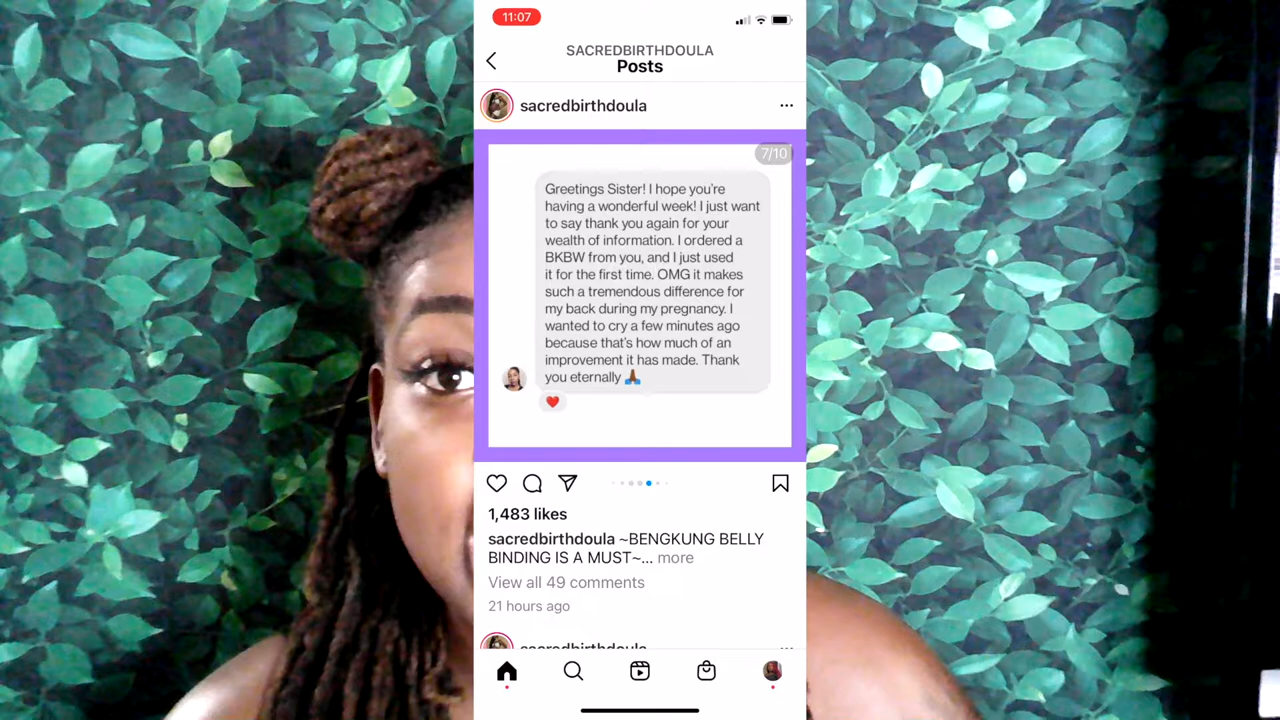 11:07
SACREDBIRTHDOULA
Posts
sacredbirthdoula
7/10
Greetings Sister! I hope you're
having a wonderful week! I just want
to say thank you again for your
wealth of information. I ordered a
BKBW from you, and I just used
it for the first time. OMG it makes
such a tremendous difference for
my back during my pregnancy. I
wanted to cry a few minutes ago
because that's how much of an
improvement it has made. Thank
you eternally 🙏🏾
1,483 likes
sacredbirthdoula ~BENGKUNG BELLY
BINDING IS A MUST~... more
View all 49 comments
21 hours ago
sacredbirthdoula